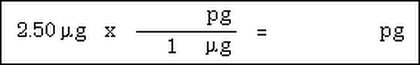 2.50 µg x pg = pg
1 µg